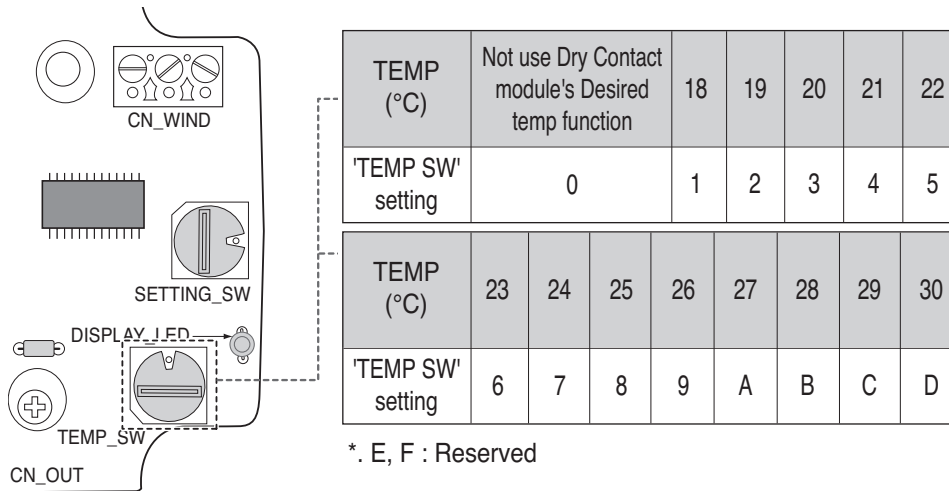 CN_WIND
SETTING_SW
DISPLAY_LED
TEMP_SW
CN_OUT
TEMP (°C) Not use Dry Contact module's Desired temp function 18 19 20 21 22
'TEMP SW' setting 0 1 2 3 4 5
TEMP (°C) 23 24 25 26 27 28 29 30
'TEMP SW' setting 6 7 8 9 A B C D
*. E, F : Reserved